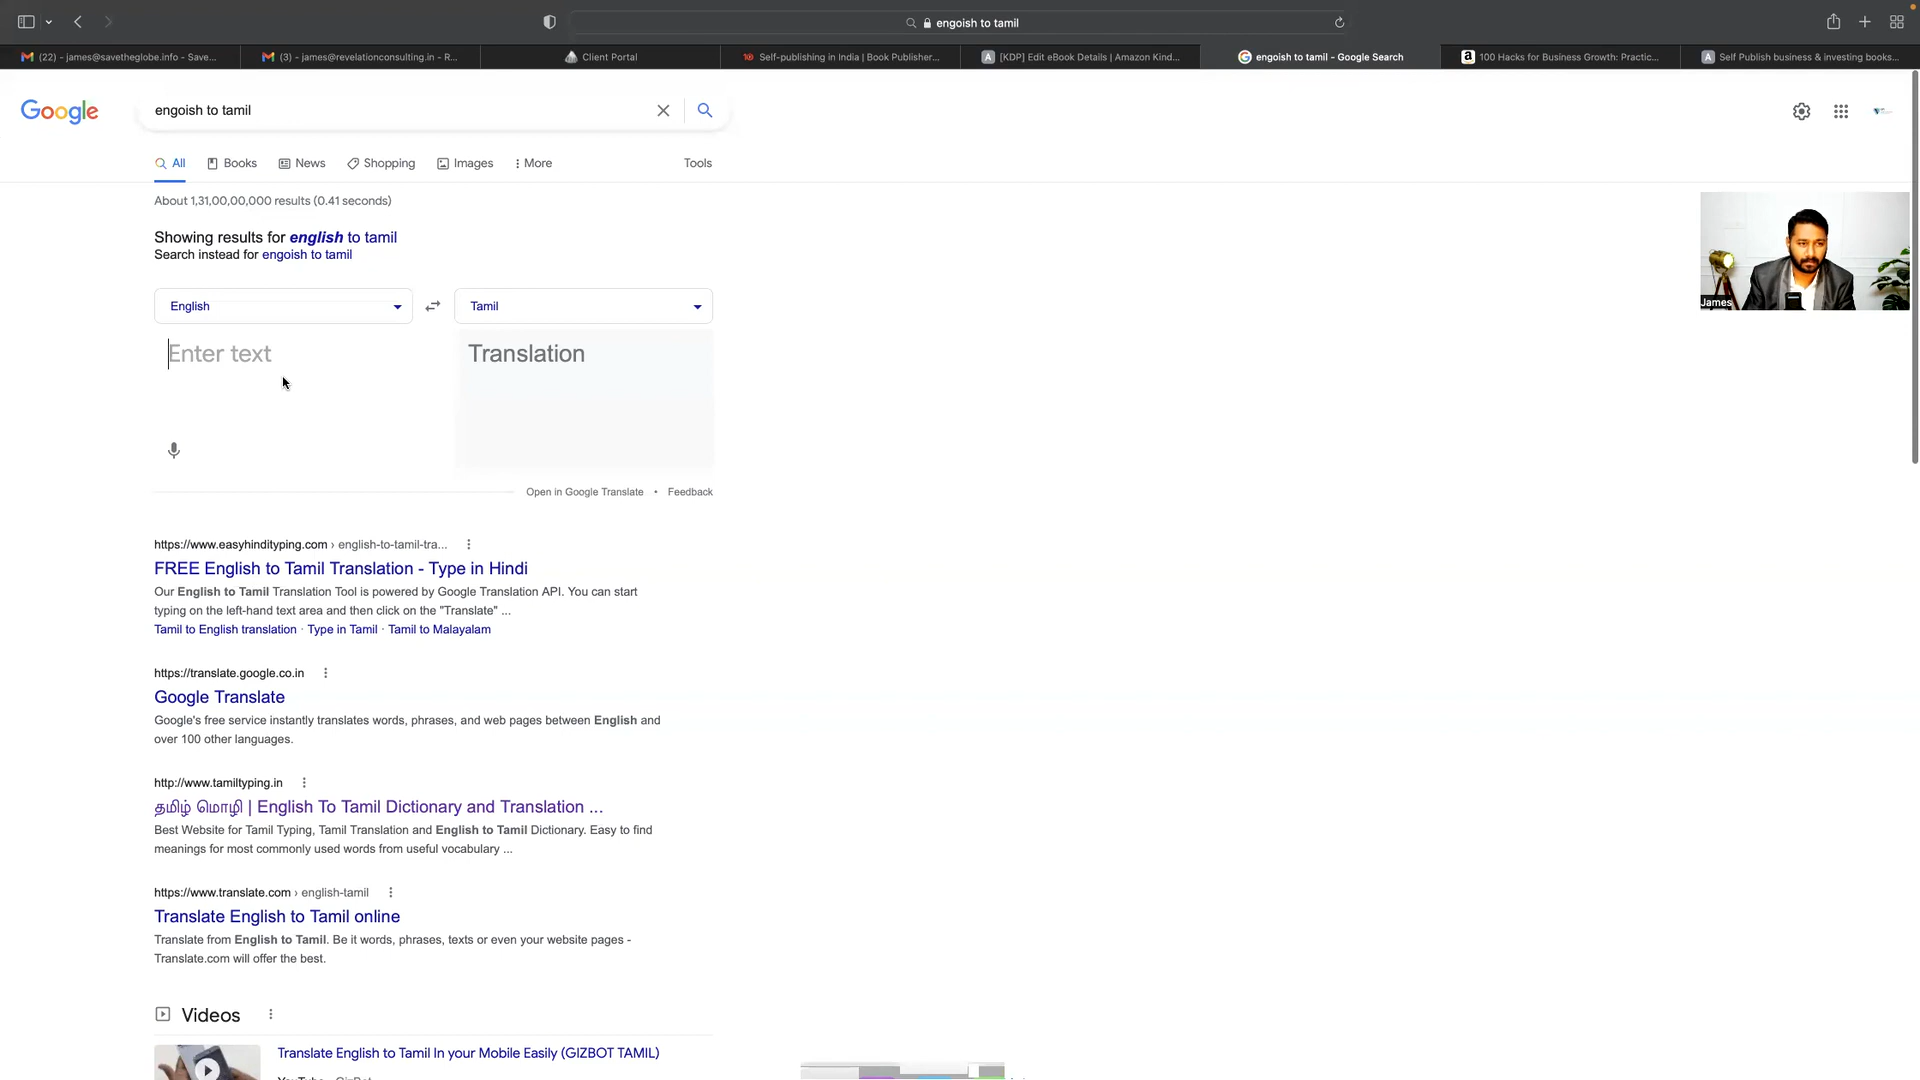 engoish to tamil
(22) - james@savetheglobe.info - Save...
(3) - james@revelationconsulting.in - R...
Client Portal
Self-publishing in India | Book Publisher...
[KDP] Edit eBook Details | Amazon Kind...
engoish to tamil - Google Search
100 Hacks for Business Growth: Practic...
Self Publish business & investing books...
Google
engoish to tamil
All
Books
News
Shopping
Images
More
Tools
About 1,31,00,00,000 results (0.41 seconds)
Showing results for english to tamil
Search instead for engoish to tamil
English
Tamil
Enter text
Translation
James
Open in Google Translate • Feedback
https://www.easyhindityping.com › english-to-tamil-tra...
FREE English to Tamil Translation - Type in Hindi
Our English to Tamil Translation Tool is powered by Google Translation API. You can start
typing on the left-hand text area and then click on the "Translate" ...
Tamil to English translation · Type in Tamil · Tamil to Malayalam
https://translate.google.co.in
Google Translate
Google's free service instantly translates words, phrases, and web pages between English and
over 100 other languages.
http://www.tamiltyping.in
தமிழ் மொழி | English To Tamil Dictionary and Translation ...
Best Website for Tamil Typing, Tamil Translation and English to Tamil Dictionary. Easy to find
meanings for most commonly used words from useful vocabulary ...
https://www.translate.com › english-tamil
Translate English to Tamil online
Translate from English to Tamil. Be it words, phrases, texts or even your website pages -
Translate.com will offer the best.
Videos
Translate English to Tamil In your Mobile Easily (GIZBOT TAMIL)